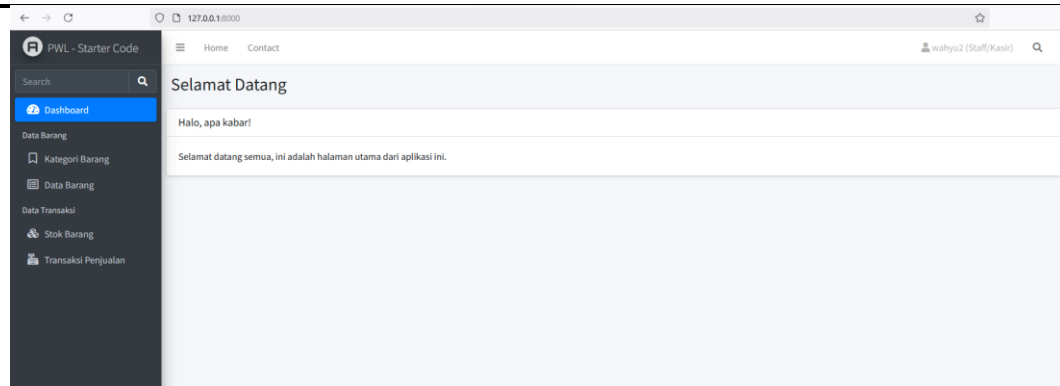 127.0.0.1:8000
PWL - Starter Code
Home Contact
wahyu2 (Staff/Kasir)
Search
Selamat Datang
Dashboard
Halo, apa kabar!
Data Barang
Kategori Barang
Selamat datang semua, ini adalah halaman utama dari aplikasi ini.
Data Barang
Data Transaksi
Stok Barang
Transaksi Penjualan